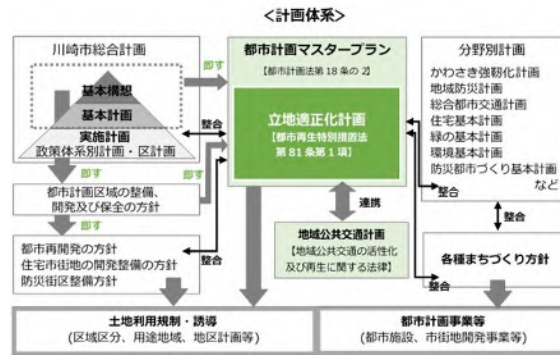 ＜計画体系＞
川崎市総合計画
基本構想
基本計画
実施計画
政策体系別計画・区計画
即す
即す
都市計画区域の整備、
開発及び保全の方針
即す
即す
都市再開発の方針
住宅市街地の開発整備の方針
防災街区整備方針
整合
整合
都市計画マスタープラン
【都市計画法第18条の2】
立地適正化計画
【都市再生特別措置法
第81条第1項】
連携
地域公共交通計画
【地域公共交通の活性化
及び再生に関する法律】
分野別計画
かわさき強靭化計画
地域防災計画
総合都市交通計画
住宅基本計画
緑の基本計画
環境基本計画
防災都市づくり基本計画
など
整合
整合
整合
各種まちづくり方針
土地利用規制・誘導
(区域区分、用途地域、地区計画等)
都市計画事業等
(都市施設、市街地開発事業等)